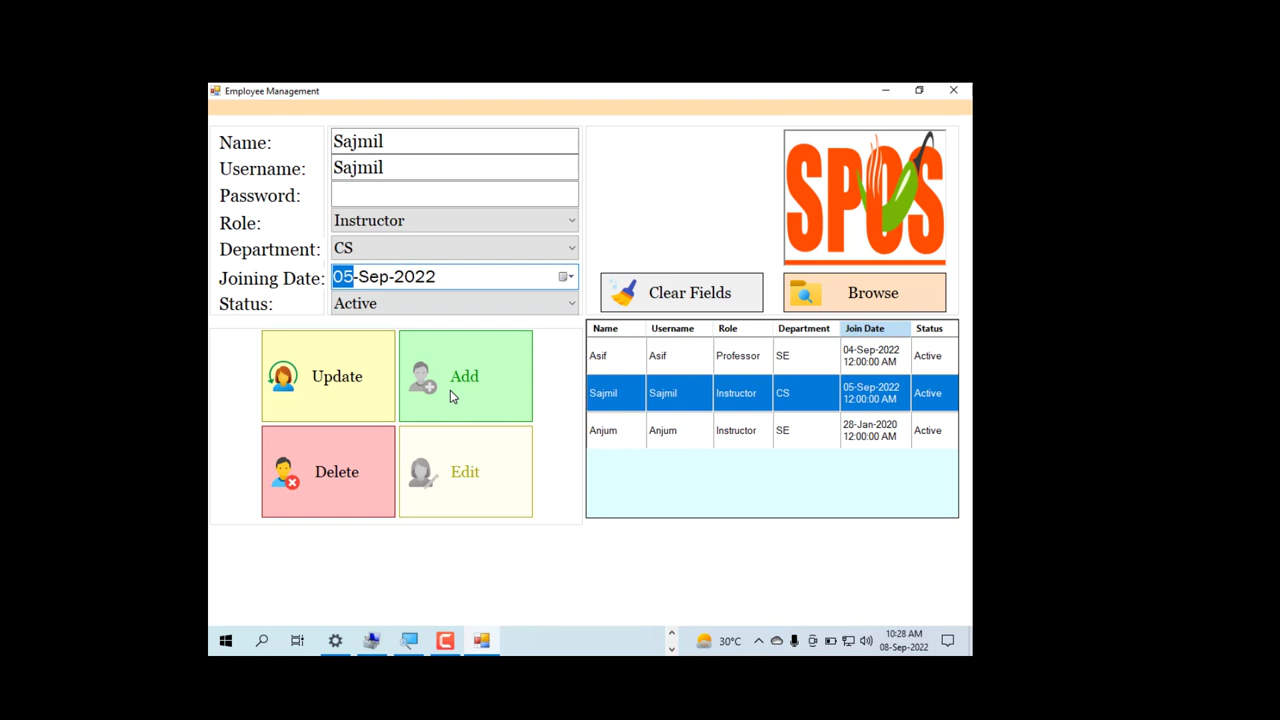 Employee Management
Name: Sajmil
Username: Sajmil
Password:
Role: Instructor
Department: CS
Joining Date: 05-Sep-2022
Status: Active
SPOS
Clear Fields
Browse
Update
Add
Delete
Edit
Name Username Role Department Join Date Status
Asif Asif Professor SE 04-Sep-2022 12:00:00 AM Active
Sajmil Sajmil Instructor CS 05-Sep-2022 12:00:00 AM Active
Anjum Anjum Instructor SE 28-Jan-2020 12:00:00 AM Active
30°C
10:28 AM
08-Sep-2022